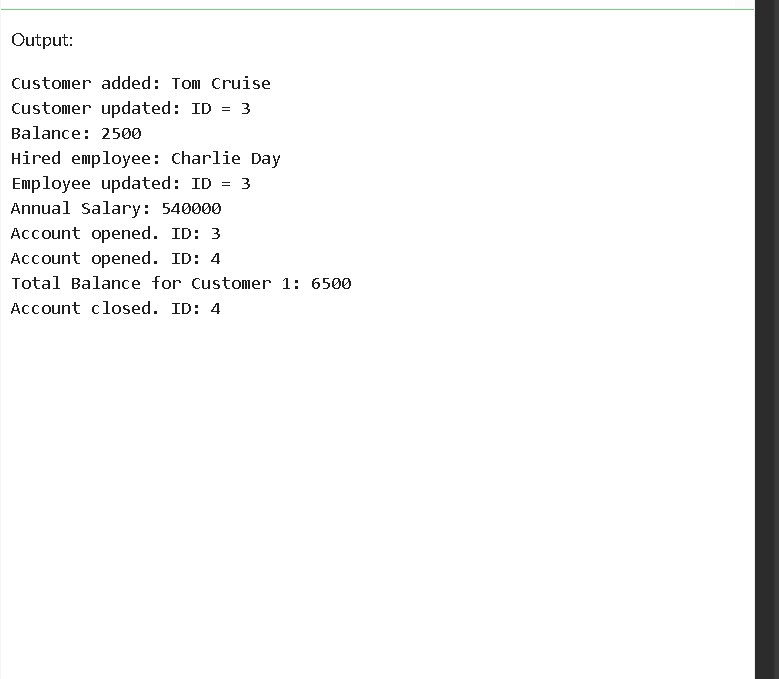 Output:
Customer added: Tom Cruise
Customer updated: ID = 3
Balance: 2500
Hired employee: Charlie Day
Employee updated: ID = 3
Annual Salary: 540000
Account opened. ID: 3
Account opened. ID: 4
Total Balance for Customer 1: 6500
Account closed. ID: 4